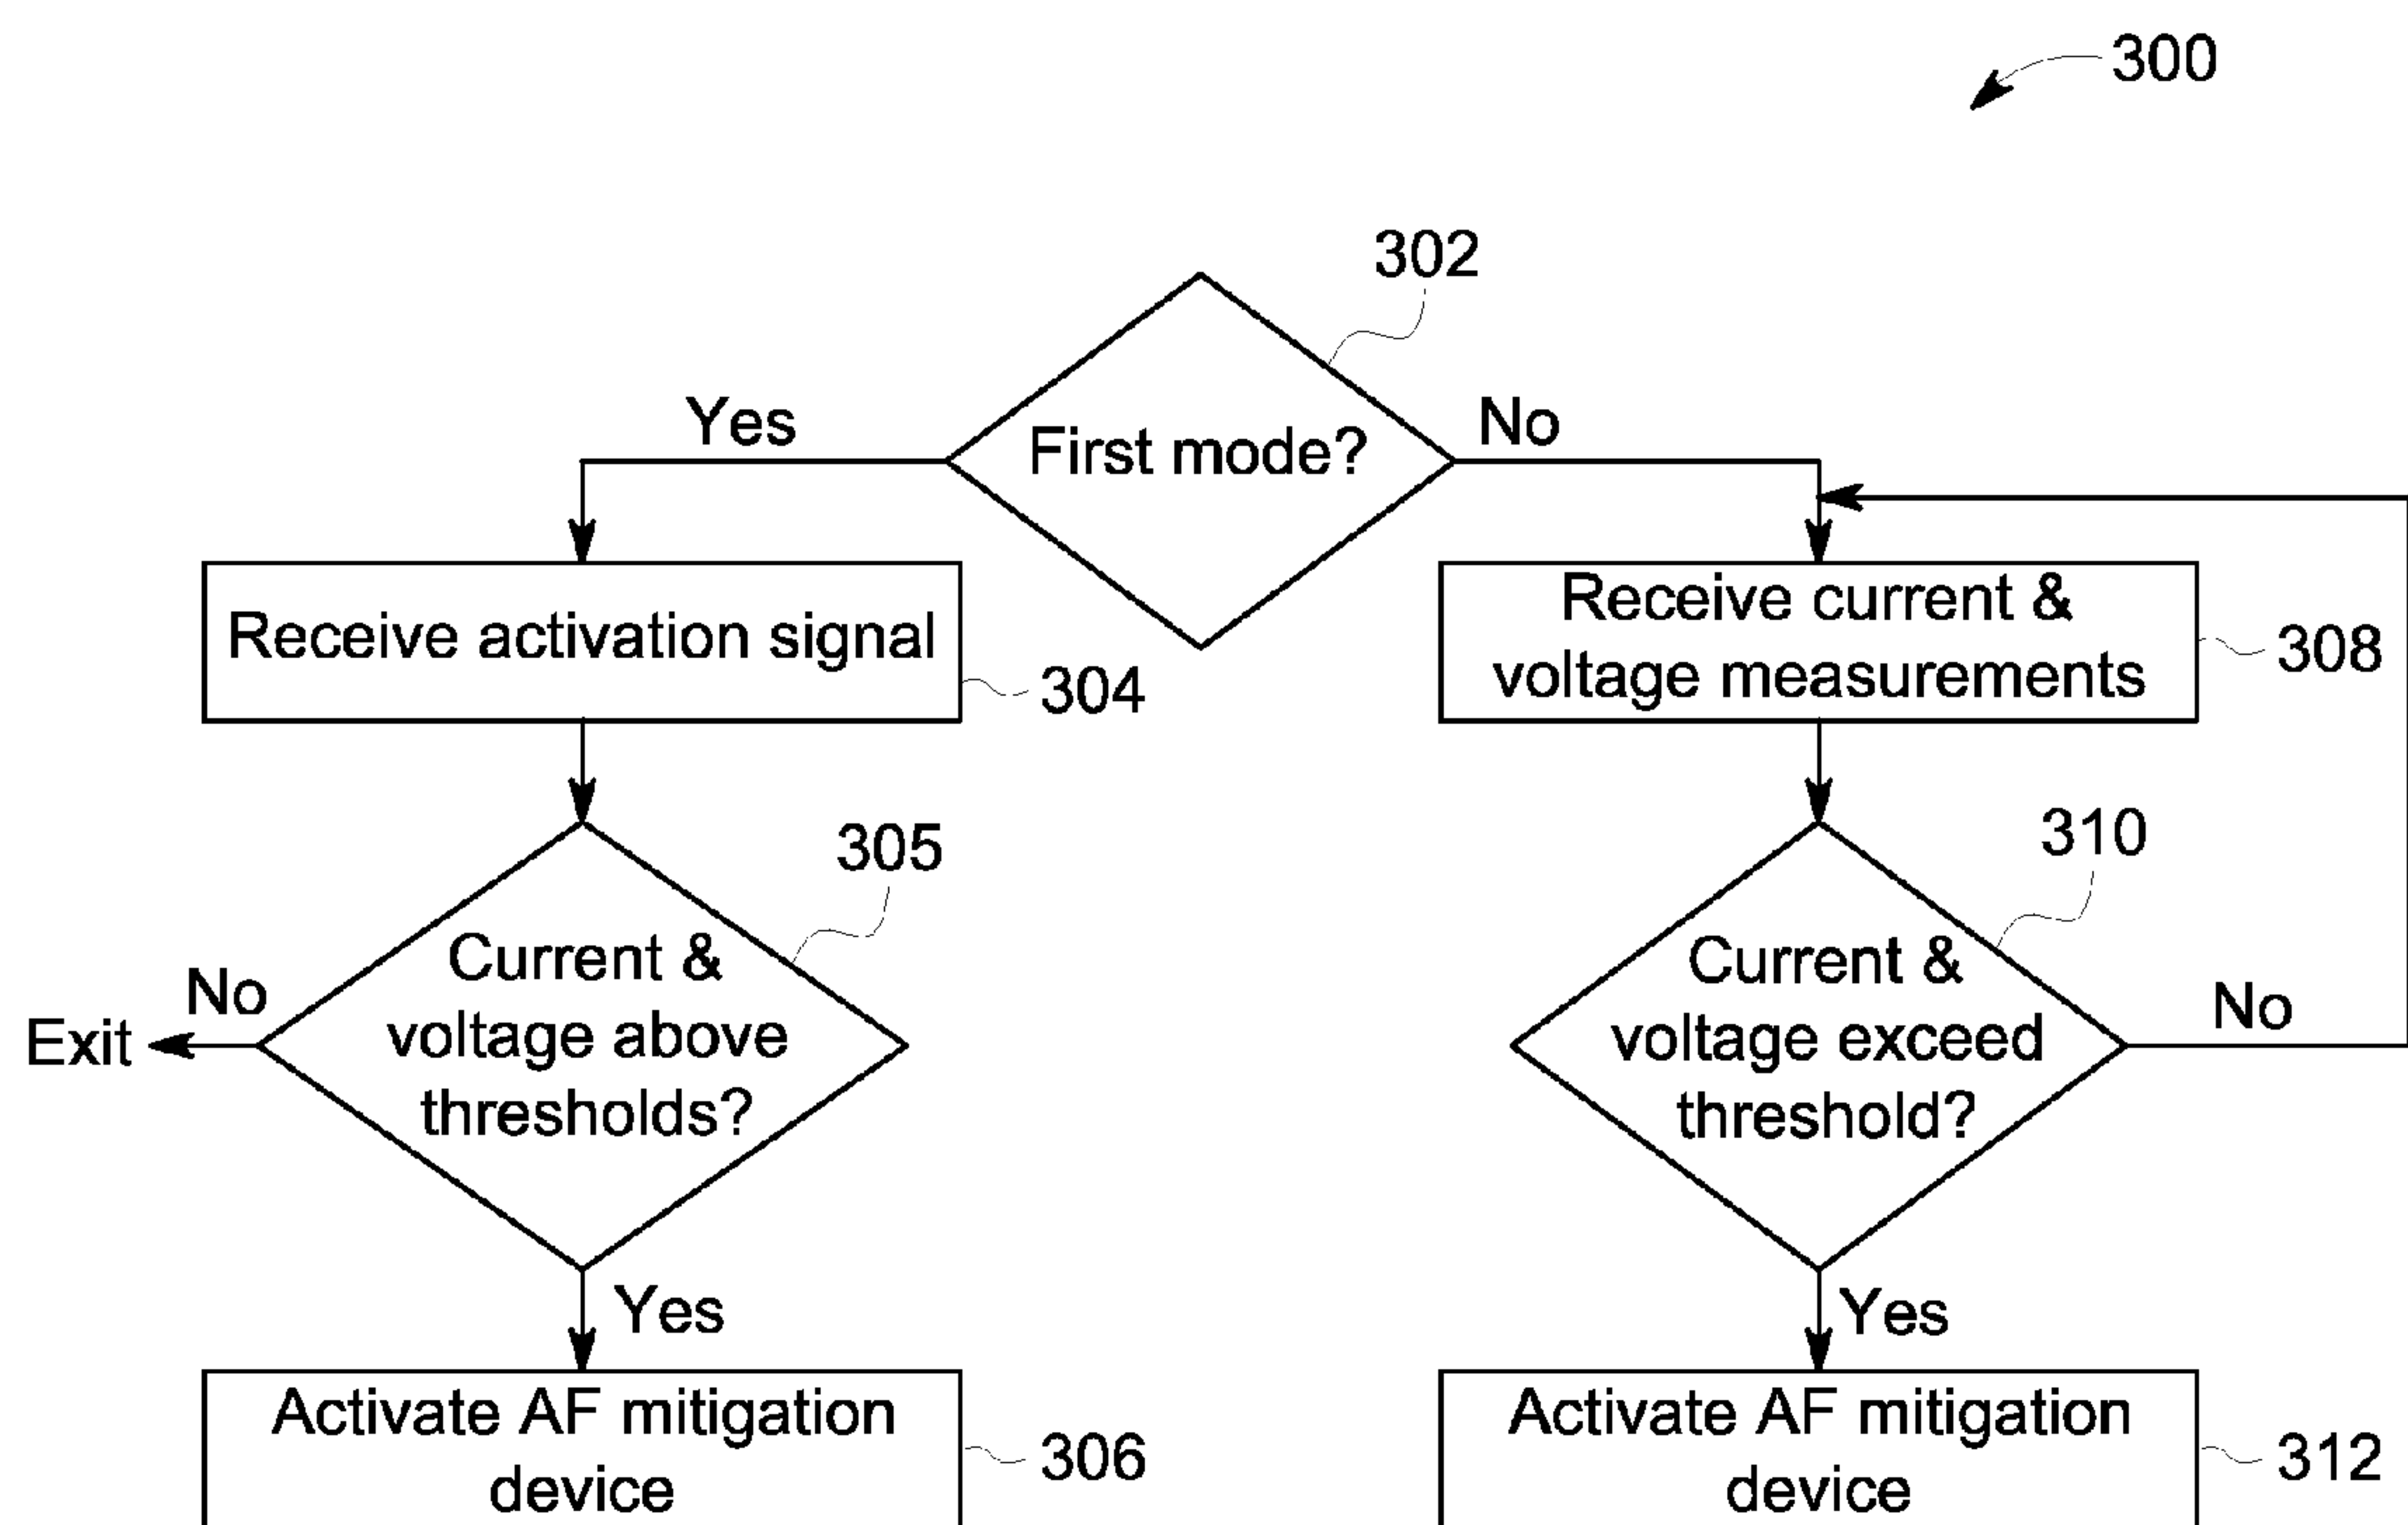 300
302
Yes
First mode?
No
Receive activation signal
304
Receive current &
voltage measurements
308
305
Current &
voltage above
thresholds?
No
Exit
Yes
310
Current &
voltage exceed
threshold?
No
Yes
Activate AF mitigation
device
306
Activate AF mitigation
device
312